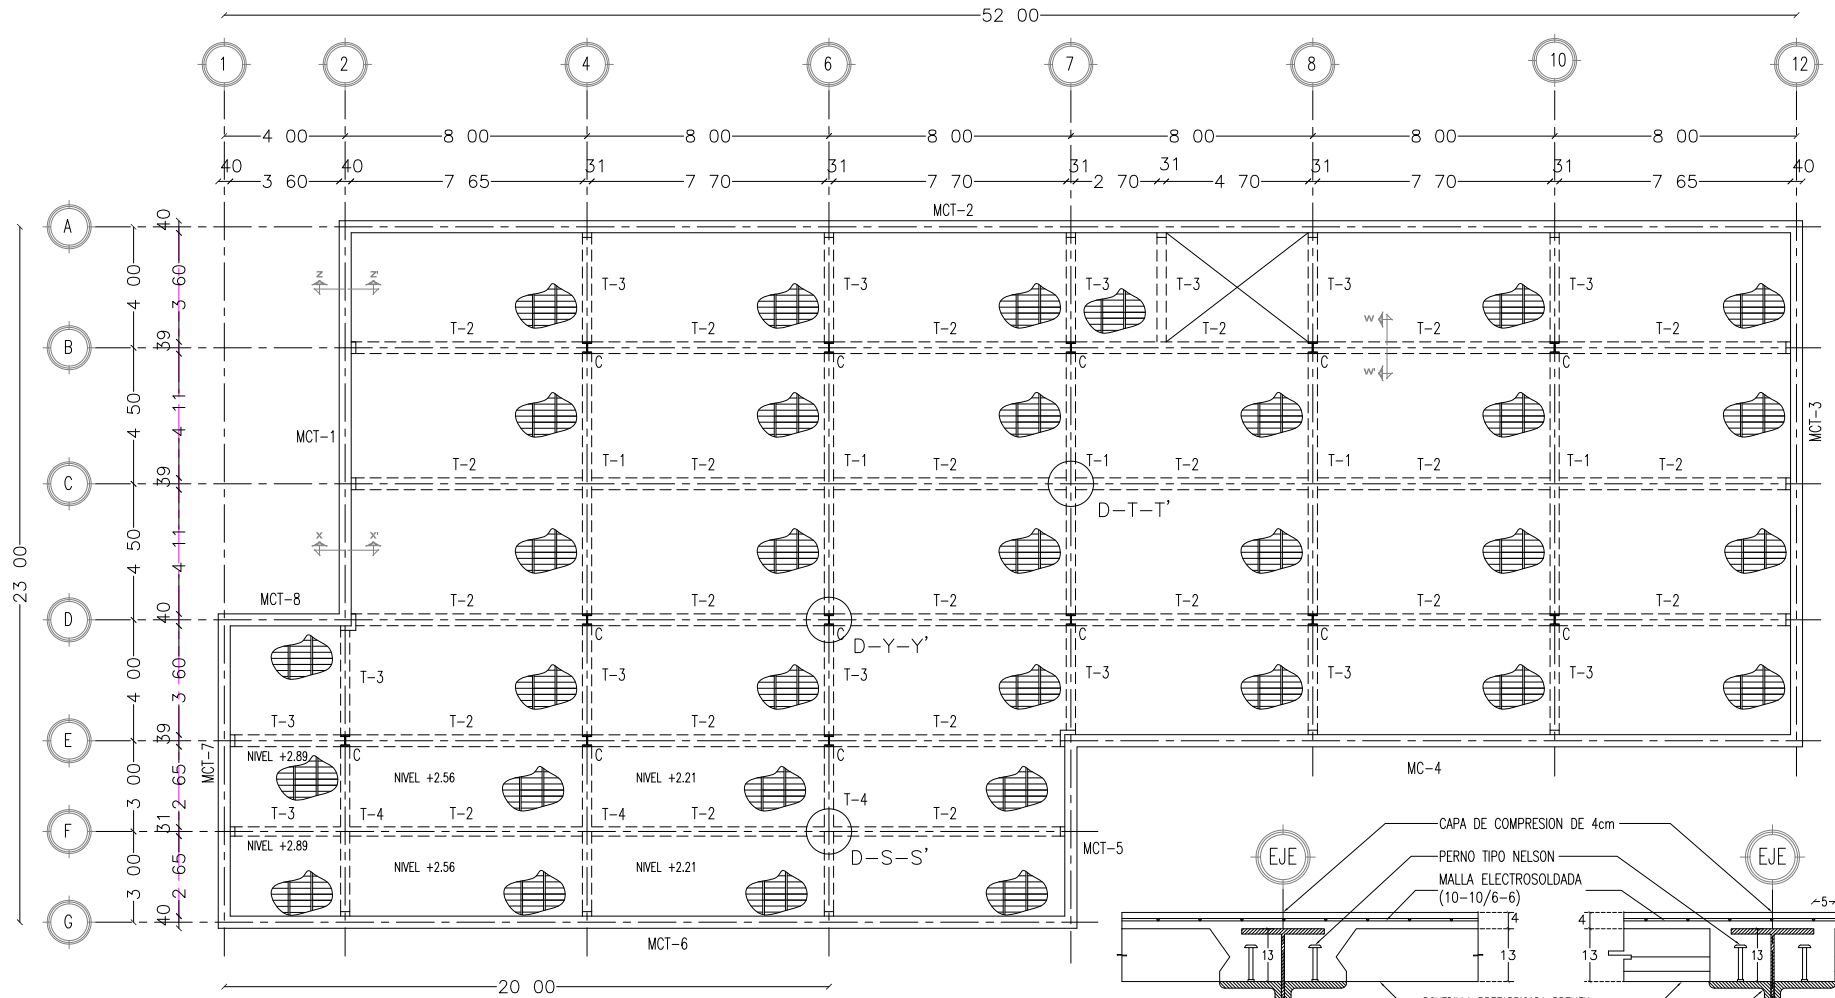 52 00
1 2 4 6 7 8 10 12
4 00 8 00 8 00 8 00 8 00 8 00 8 00
40 40 31 31 31 31 31 31 40
3 60 7 65 7 70 7 70 2 70 4 70 7 70 7 65
MCT-2
A
40
4 00
3 60
z z'
T-3 T-3 T-3 T-3 T-3 T-3
W
T-2 T-2 T-2 T-2 T-2 T-2
B
39
C C C C C
W'
4 50
4 11
MCT-1
MCT-3
T-2 T-1 T-2 T-1 T-2 T-1 T-2 T-1 T-2 T-1 T-2
C
39
D-T-T'
23 00
4 50
4 11
x x'
MCT-8
T-2 T-2 T-2 T-2 T-2 T-2
D
40
C C C C C
D-Y-Y'
4 00
3 60
T-3 T-3 T-3 T-3 T-3 T-3
T-3 T-2 T-2 T-2
E
39
MCT-7
NIVEL +2.89
C C C
MC-4
3 00
2 65
NIVEL +2.56 NIVEL +2.21
T-4
T-3 T-4 T-2 T-4 T-2 T-2
F
31
NIVEL +2.89
MCT-5
D-S-S'
3 00
2 65
NIVEL +2.56 NIVEL +2.21
G
40
MCT-6
20 00
CAPA DE COMPRESION DE 4cm
EJE EJE
PERNO TIPO NELSON
MALLA ELECTROSOLDADA
(10-10/6-6)
5
4 4
13 13 13 13